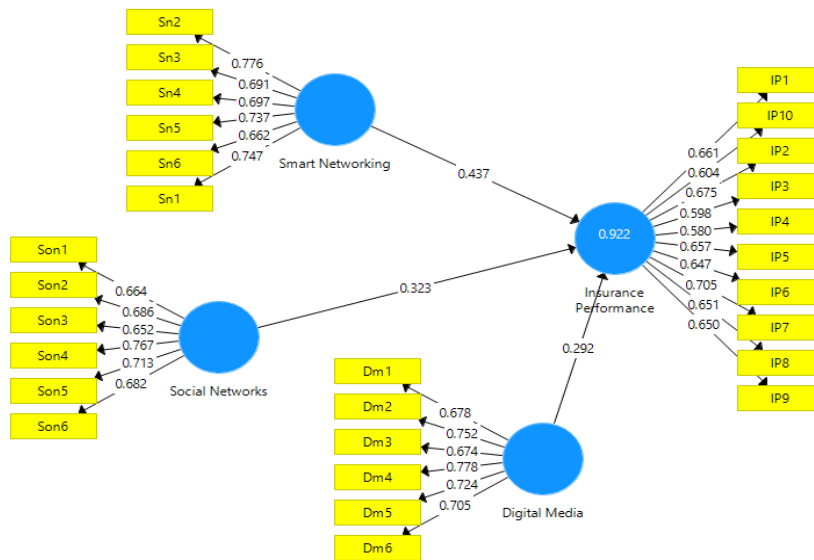 Sn2
Sn3
Sn4
Sn5
Sn6
Sn1
0.776
0.691
0.697
0.737
0.662
0.747
Smart Networking
0.437
Son1
Son2
Son3
Son4
Son5
Son6
0.664
0.686
0.652
0.767
0.713
0.682
Social Networks
0.323
Dm1
Dm2
Dm3
Dm4
Dm5
Dm6
0.678
0.752
0.674
0.778
0.724
0.705
Digital Media
0.292
0.922
Insurance
Performance
0.661
0.604
0.675
0.598
0.580
0.657
0.647
0.705
0.651
0.650
IP1
IP10
IP2
IP3
IP4
IP5
IP6
IP7
IP8
IP9